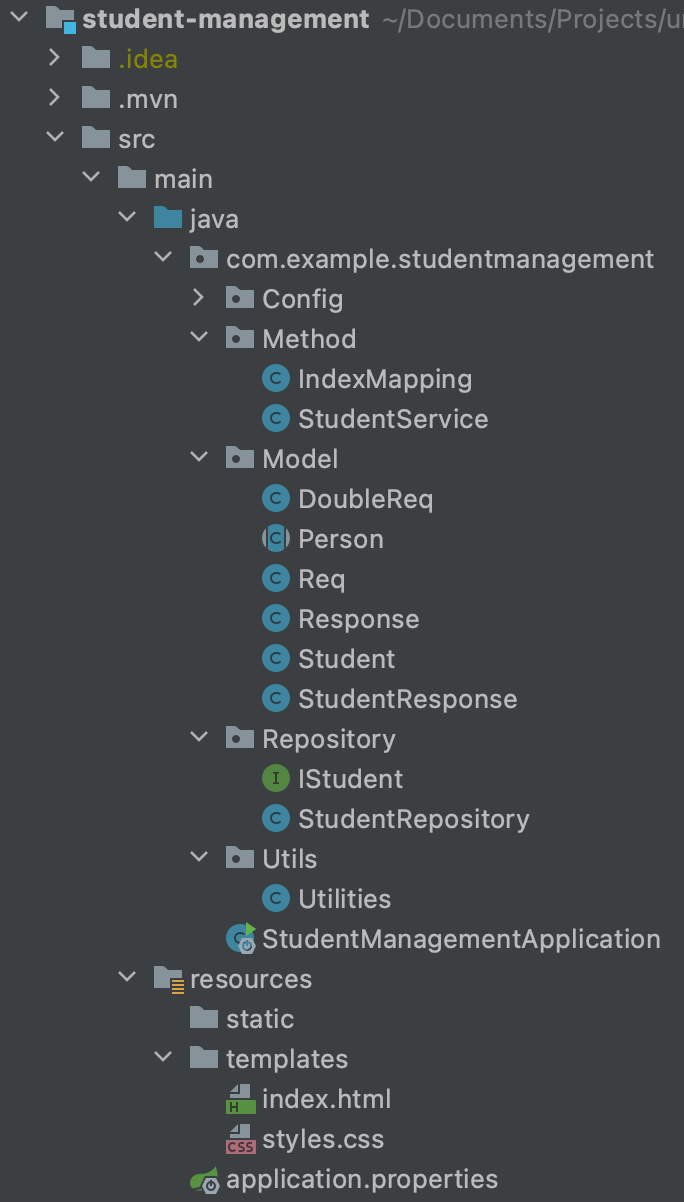 student-management ~/Documents/Projects/u
.idea
.mvn
src
main
java
com.example.studentmanagement
Config
Method
C IndexMapping
C StudentService
Model
C DoubleReq
C Person
C Req
C Response
C Student
C StudentResponse
Repository
I IStudent
C StudentRepository
Utils
C Utilities
C StudentManagementApplication
resources
static
templates
H index.html
CSS styles.css
application.properties